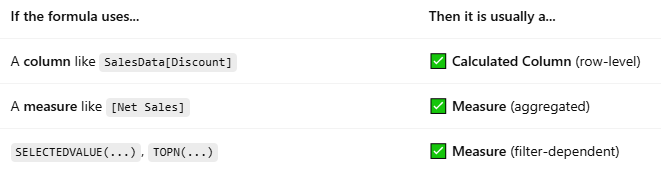 If the formula uses... Then it is usually a...
A column like SalesData[Discount] ✅ Calculated Column (row-level)
A measure like [Net Sales] ✅ Measure (aggregated)
SELECTEDVALUE(...), TOPN(...) ✅ Measure (filter-dependent)